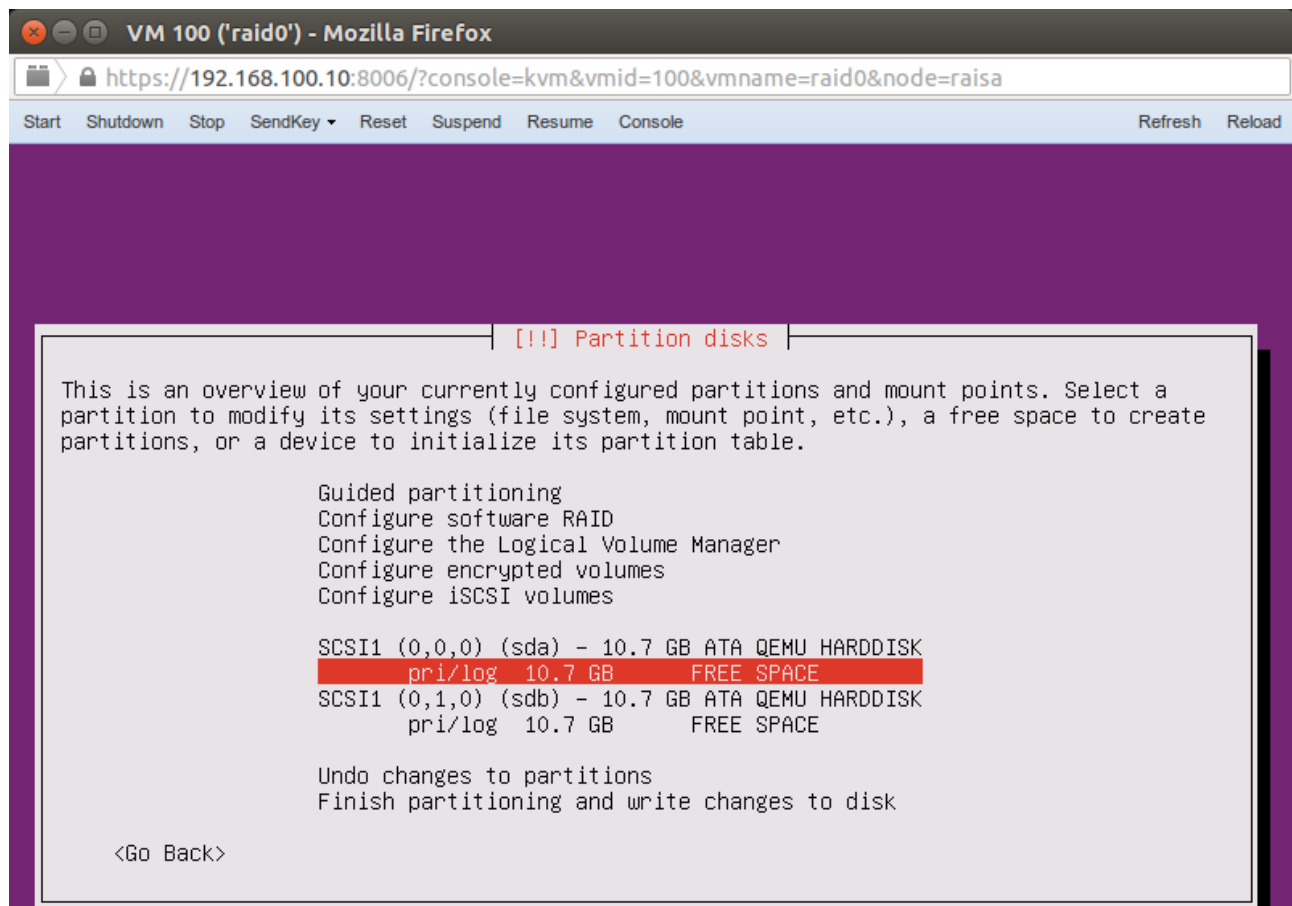 VM 100 ('raid0') - Mozilla Firefox
https://192.168.100.10:8006/?console=kvm&vmid=100&vmname=raid0&node=raisa
Start Shutdown Stop SendKey Reset Suspend Resume Console Refresh Reload
[!!] Partition disks
This is an overview of your currently configured partitions and mount points. Select a
partition to modify its settings (file system, mount point, etc.), a free space to create
partitions, or a device to initialize its partition table.
Guided partitioning
Configure software RAID
Configure the Logical Volume Manager
Configure encrypted volumes
Configure iSCSI volumes
SCSI1 (0,0,0) (sda) – 10.7 GB ATA QEMU HARDDISK
pri/log 10.7 GB FREE SPACE
SCSI1 (0,1,0) (sdb) – 10.7 GB ATA QEMU HARDDISK
pri/log 10.7 GB FREE SPACE
Undo changes to partitions
Finish partitioning and write changes to disk
<Go Back>